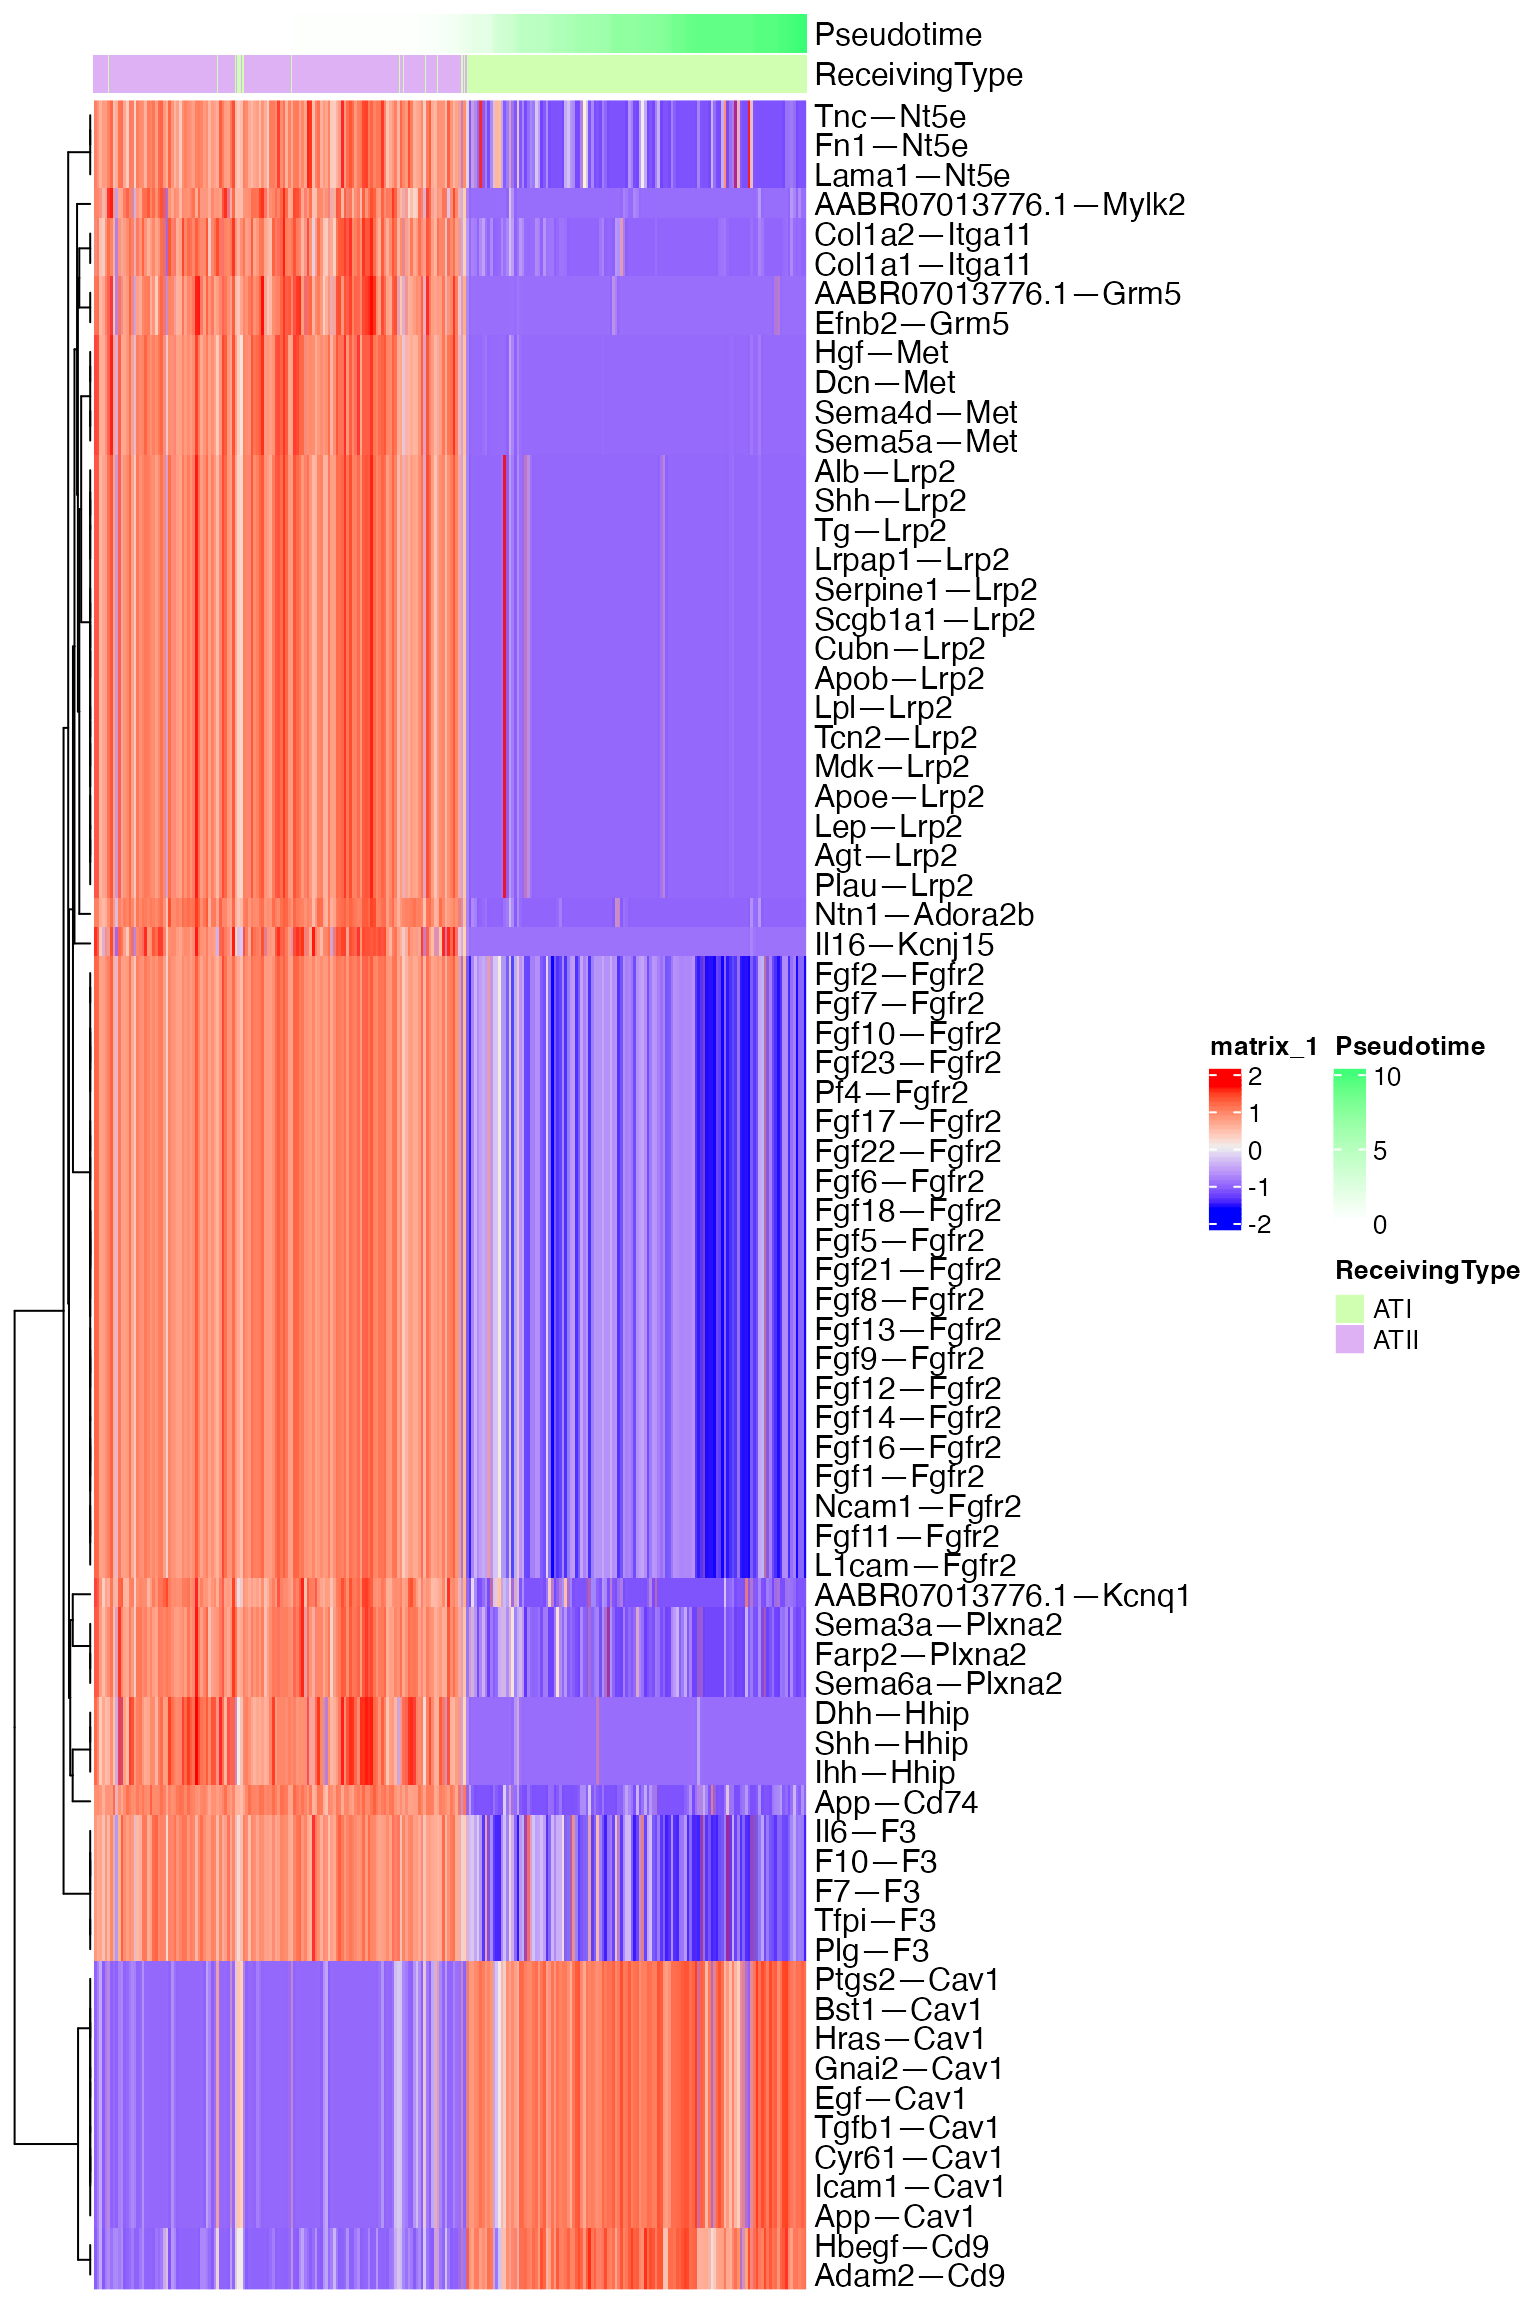 Pseudotime
ReceivingType
Tnc—Nt5e
Fn1—Nt5e
Lama1—Nt5e
AABR07013776.1—Mylk2
Col1a2—Itga11
Col1a1—Itga11
AABR07013776.1—Grm5
Efnb2—Grm5
Hgf—Met
Dcn—Met
Sema4d—Met
Sema5a—Met
Alb—Lrp2
Shh—Lrp2
Tg—Lrp2
Lrpap1—Lrp2
Serpine1—Lrp2
Scgb1a1—Lrp2
Cubn—Lrp2
Apob—Lrp2
Lpl—Lrp2
Tcn2—Lrp2
Mdk—Lrp2
Apoe—Lrp2
Lep—Lrp2
Agt—Lrp2
Plau—Lrp2
Ntn1—Adora2b
Il16—Kcnj15
Fgf2—Fgfr2
Fgf7—Fgfr2
Fgf10—Fgfr2
Fgf23—Fgfr2
Pf4—Fgfr2
Fgf17—Fgfr2
Fgf22—Fgfr2
Fgf6—Fgfr2
Fgf18—Fgfr2
Fgf5—Fgfr2
Fgf21—Fgfr2
Fgf8—Fgfr2
Fgf13—Fgfr2
Fgf9—Fgfr2
Fgf12—Fgfr2
Fgf14—Fgfr2
Fgf16—Fgfr2
Fgf1—Fgfr2
Ncam1—Fgfr2
Fgf11—Fgfr2
L1cam—Fgfr2
AABR07013776.1—Kcnq1
Sema3a—Plxna2
Farp2—Plxna2
Sema6a—Plxna2
Dhh—Hhip
Shh—Hhip
Ihh—Hhip
App—Cd74
Il6—F3
F10—F3
F7—F3
Tfpi—F3
Plg—F3
Ptgs2—Cav1
Bst1—Cav1
Hras—Cav1
Gnai2—Cav1
Egf—Cav1
Tgfb1—Cav1
Cyr61—Cav1
Icam1—Cav1
App—Cav1
Hbegf—Cd9
Adam2—Cd9
matrix_1
2
1
0
-1
-2
Pseudotime
10
5
0
ReceivingType
ATI
ATII